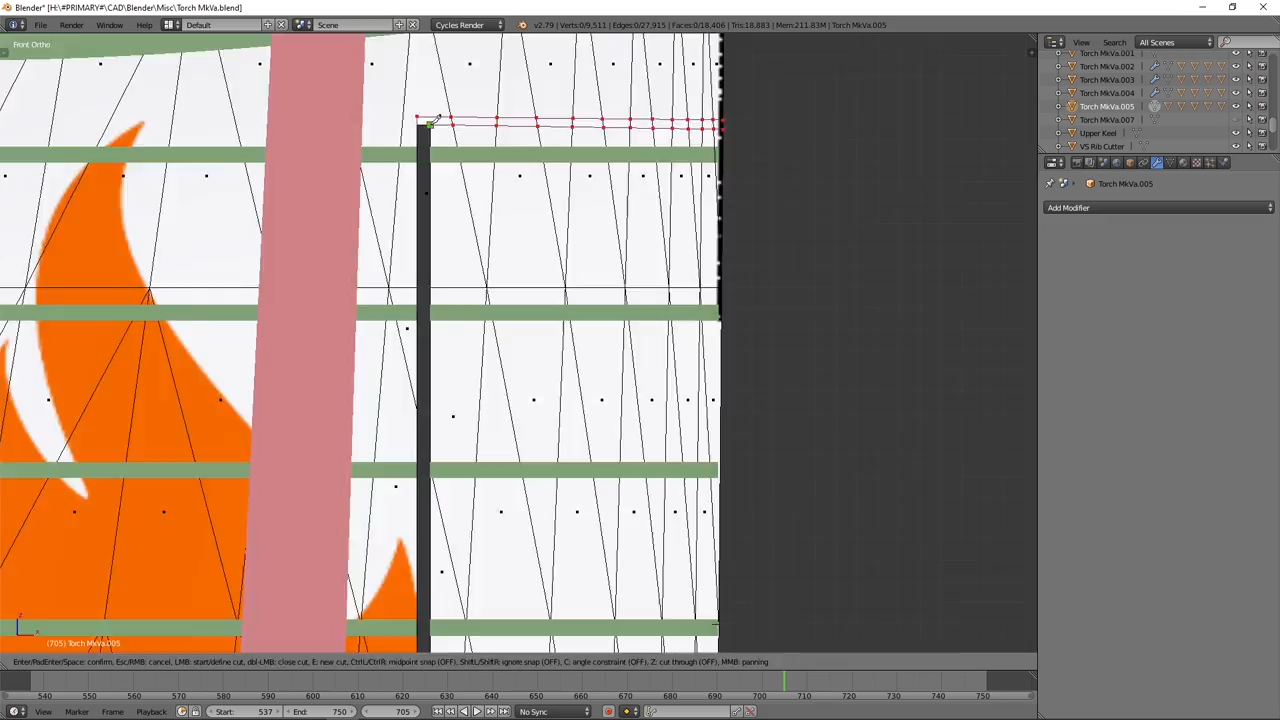 Blender* [H:\#PRIMARY#\CAD\Blender\Misc\Torch MkVa.blend]
File Render Window Help Default Scene Cycles Render v2.79 | Verts:0/9,511 | Edges:0/27,915 | Faces:0/18,406 | Tris:18,883 | Mem:211.83M | Torch MkVa.005
Front Ortho
View Search All Scenes
Torch MkVa.001
Torch MkVa.002
Torch MkVa.003
Torch MkVa.004
Torch MkVa.005
Torch MkVa.007
Upper Keel
VS Rib Cutter
Torch MkVa.005
Add Modifier
z
x
(705) Torch MkVa.005
Enter/PadEnter/Space: confirm, Esc/RMB: cancel, LMB: start/define cut, dbl-LMB: close cut, E: new cut, CtrlL/CtrlR: midpoint snap (OFF), ShiftL/ShiftR: ignore snap (OFF), C: angle constraint (OFF), Z: cut through (OFF), MMB: panning
540 550 560 570 580 590 600 610 620 630 640 650 660 670 680 690 700 710 720 730 740 750
View Marker Frame Playback Start: 537 End: 750 705 No Sync